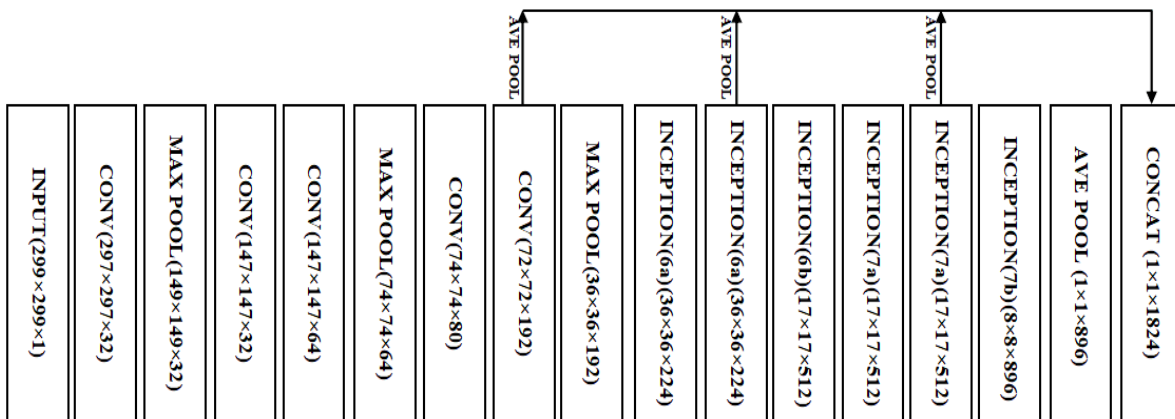 AVE POOL
AVE POOL
AVE POOL
INPUT(299×299×1)
CONV(297×297×32)
MAX POOL(149×149×32)
CONV(147×147×32)
CONV(147×147×64)
MAX POOL(74×74×64)
CONV(74×74×80)
CONV(72×72×192)
MAX POOL(36×36×192)
INCEPTION(6a)(36×36×224)
INCEPTION(6a)(36×36×224)
INCEPTION(6b)(17×17×512)
INCEPTION(7a)(17×17×512)
INCEPTION(7a)(17×17×512)
INCEPTION(7b)(8×8×896)
AVE POOL (1×1×896)
CONCAT (1×1×1824)